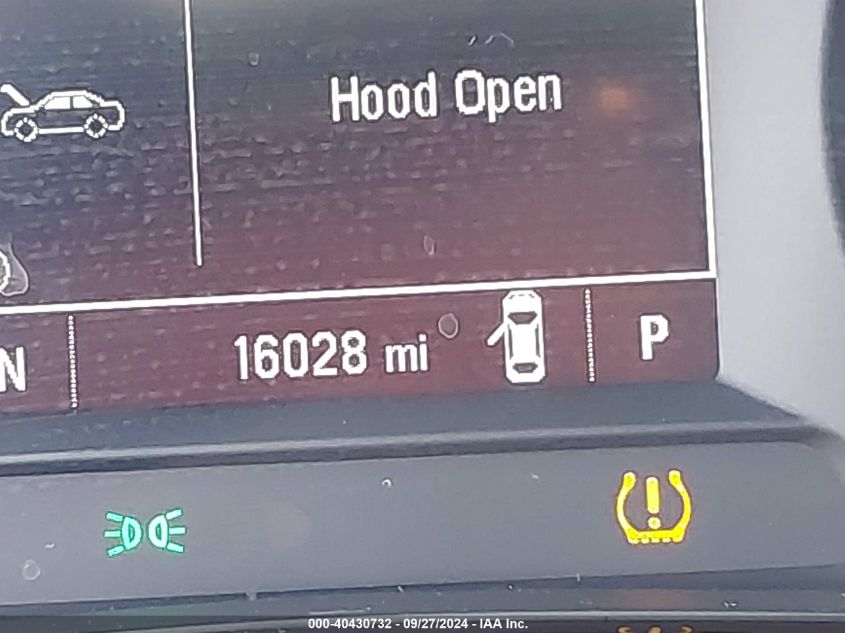 Hood Open
N
16028 mi
P
000-40430732 - 09/27/2024 - IAA Inc.